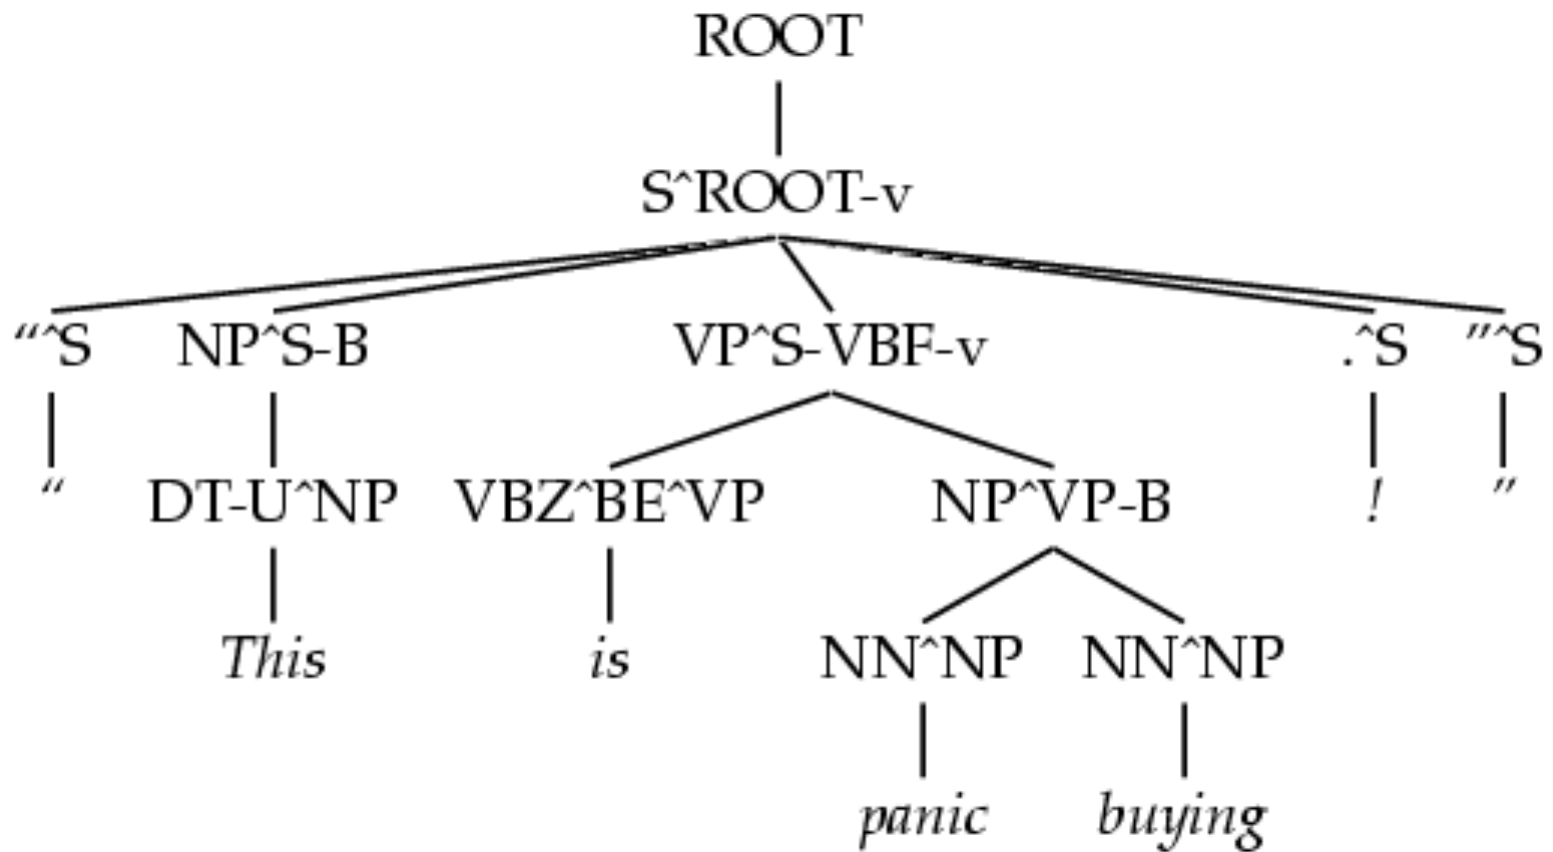 ROOT
S^ROOT-v
“^S NP^S-B VP^S-VBF-v .^S ”^S
“ DT-U^NP VBZ^BE^VP NP^VP-B ! ”
This is NN^NP NN^NP
panic buying